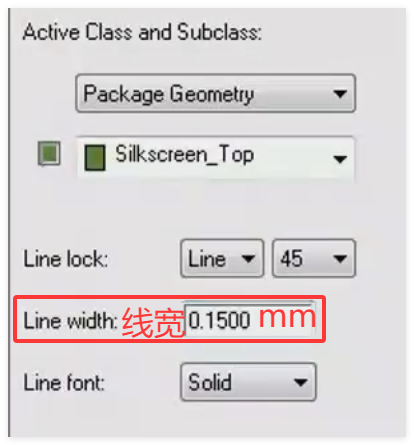 Active Class and Subclass:
Package Geometry
Silkscreen_Top
Line lock: Line 45
Line width: 线宽 0.1500 mm
Line font: Solid